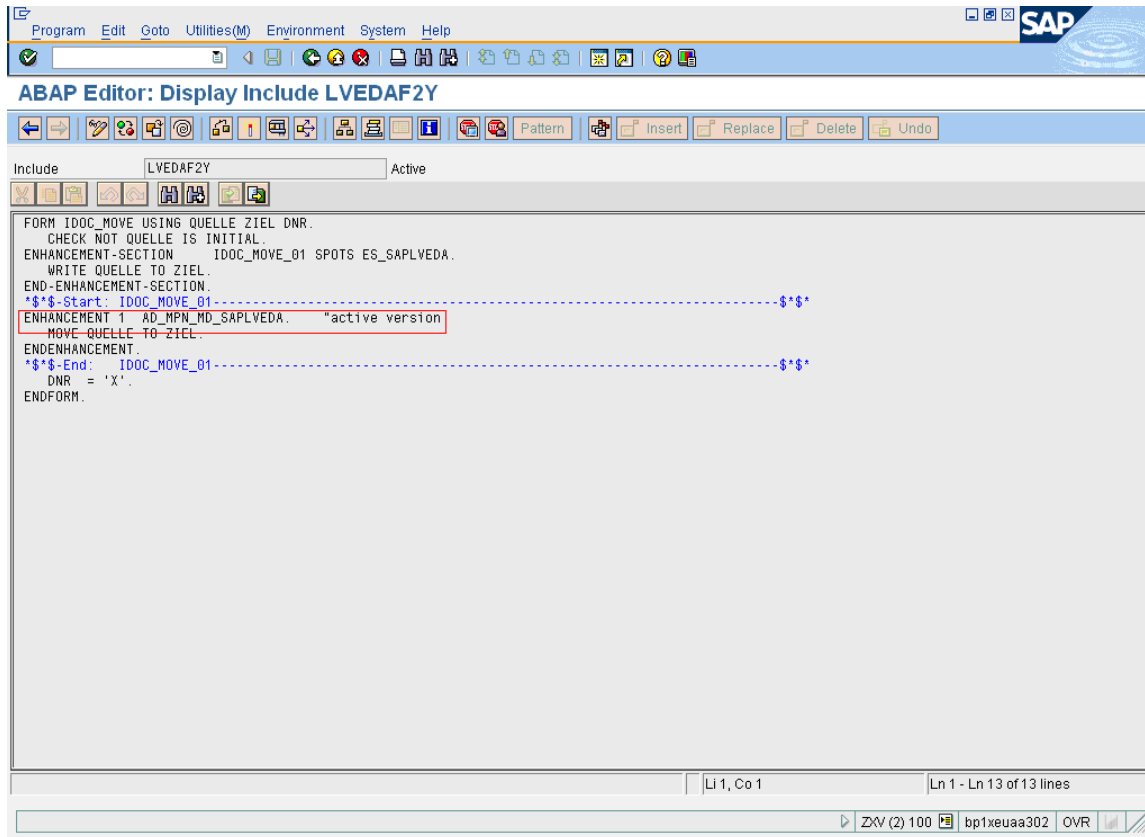 Program Edit Goto Utilities(M) Environment System Help
SAP
ABAP Editor: Display Include LVEDAF2Y
Pattern Insert Replace Delete Undo
Include LVEDAF2Y Active
FORM IDOC_MOVE USING QUELLE ZIEL DNR.
CHECK NOT QUELLE IS INITIAL.
ENHANCEMENT-SECTION IDOC_MOVE_01 SPOTS ES_SAPLVEDA.
WRITE QUELLE TO ZIEL.
END-ENHANCEMENT-SECTION.
*$*$-Start: IDOC_MOVE_01-----------------------------------------------------------------------$*$*
ENHANCEMENT 1 AD_MPN_MD_SAPLVEDA. "active version
MOVE QUELLE TO ZIEL.
ENDENHANCEMENT.
*$*$-End: IDOC_MOVE_01-----------------------------------------------------------------------$*$*
DNR = 'X'.
ENDFORM.
Li 1, Co 1 Ln 1 - Ln 13 of 13 lines
ZXV (2) 100 bp1xeuaa302 OVR